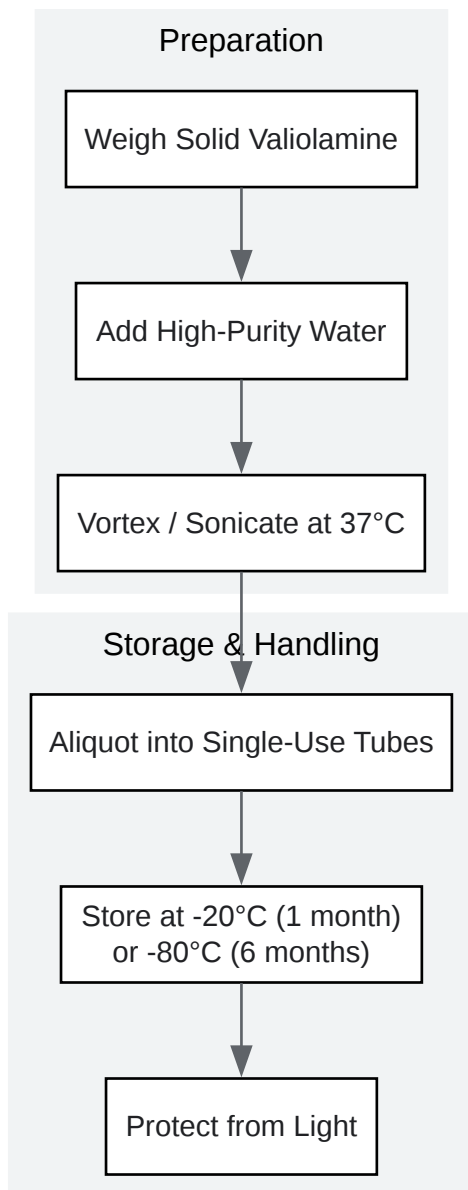 Preparation
Weigh Solid Valiolamine
Add High-Purity Water
Vortex / Sonicate at 37°C
Storage & Handling
Aliquot into Single-Use Tubes
Store at -20°C (1 month)
or -80°C (6 months)
Protect from Light